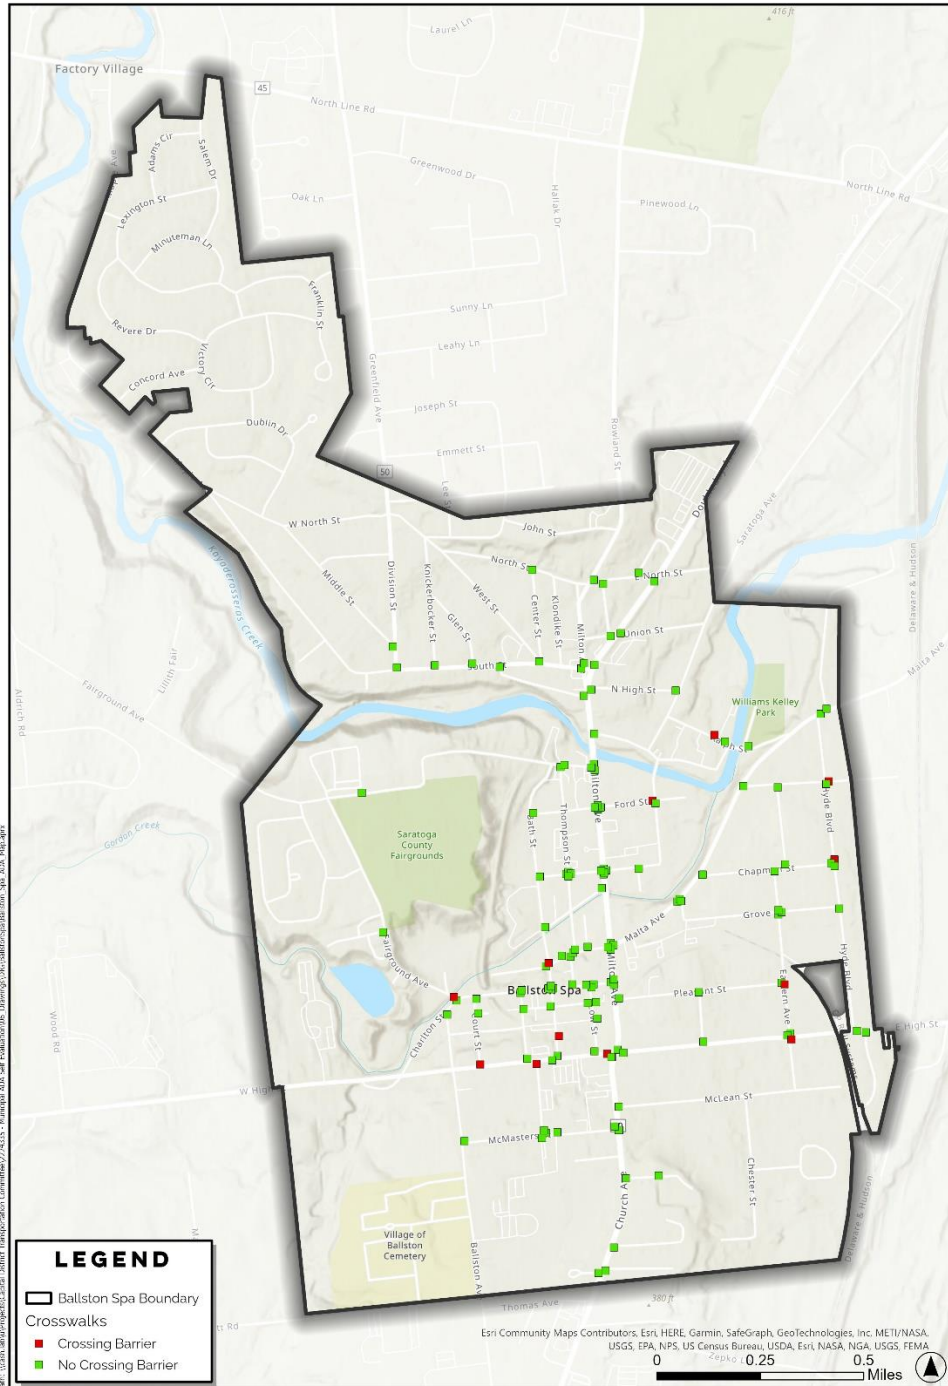 416 ft
Laurel Ln
Factory Village
45
North Line Rd
Adams Cir
Salem Dr
Greenwood Dr
Hallak Dr
North Line Rd
Oak Ln
Pinewood Ln
Lexington St
Minuteman Ln
Franklin St
Sunny Ln
Revere Dr
Leahy Ln
Victory Cir
Greenfield Ave
Concord Ave
Joseph St
Dublin Dr
Rowland St
Emmett St
50
W North St
John St
Saratoga Ave
Delaware & Hudson
Kayaderosseras Creek
North St
E North St
Middle St
Division St
Knickerbocker St
West St
Center St
Klondike St
Glen St
Union St
Milton
South St
Lillith Fair
Malta Ave
N High St
Fairground Ave
Aldrich Rd
Williams Kelley
Park
Milton Ave
Ford St
Hyde Blvd
Bath St
Thompson St
Gordon Creek
Saratoga
County
Fairgrounds
Chapman St
Grove
Malta Ave
Fairground Ave
Milton Ave
Hyde Blvd
Ballston Spa
Pleasant St
Eastern Ave
Wood Rd
Charlton St
Court St
E High St
W High
McLean St
McMaster
Chester St
Church Ave
Village of
Ballston
Cemetery
Ballston Av
Delaware & Hudson
Thomas Ave
380 ft
LEGEND
Ballston Spa Boundary
Crosswalks
Crossing Barrier
No Crossing Barrier
Esri Community Maps Contributors, Esri, HERE, Garmin, SafeGraph, GeoTechnologies, Inc, METI/NASA,
USGS, EPA, NPS, US Census Bureau, USDA, Esri, NASA, NGA, USGS, FEMA
0 0.25 0.5
Miles